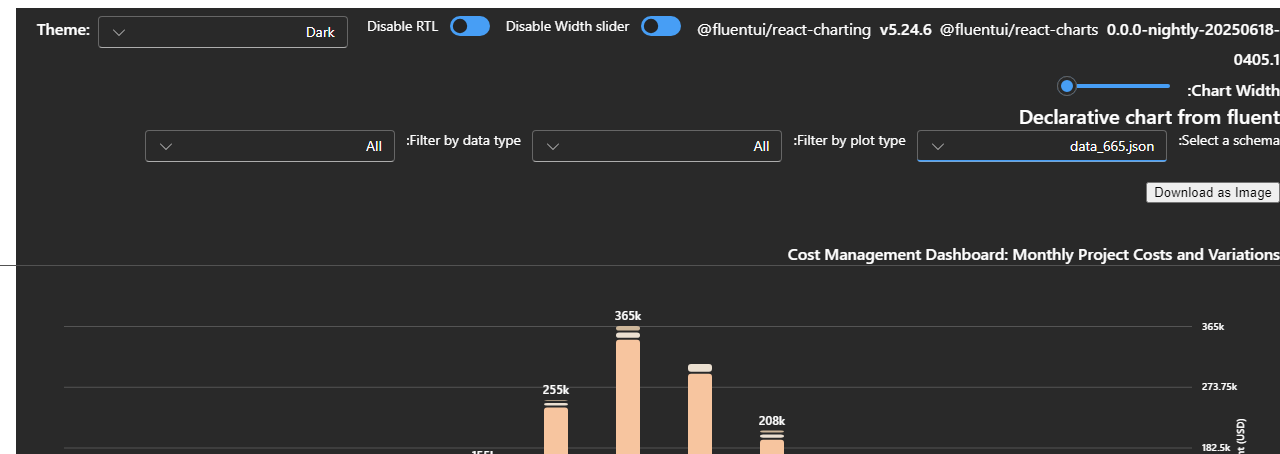 Theme: Dark Disable RTL Disable Width slider @fluentui/react-charting v5.24.6 @fluentui/react-charts 0.0.0-nightly-20250618-
0405.1
:Chart Width
Declarative chart from fluent
All :Filter by data type All :Filter by plot type data_665.json :Select a schema
Download as Image
Cost Management Dashboard: Monthly Project Costs and Variations
365k
365k
255k
273.75k
208k
182.5k